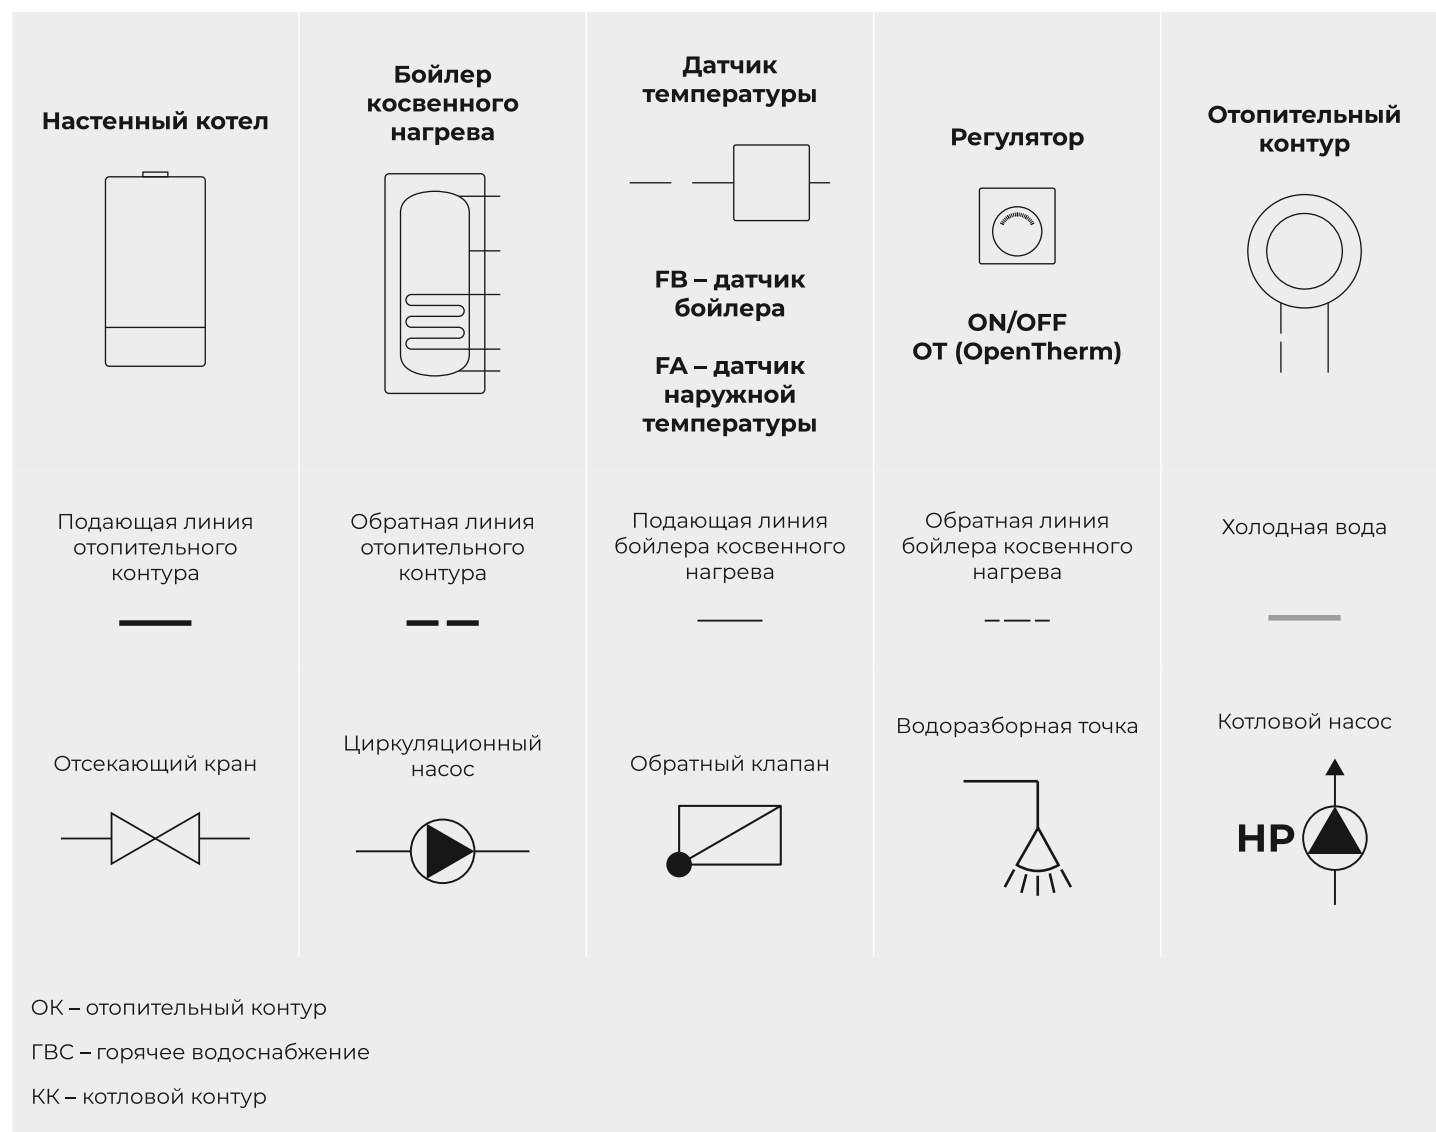 Настенный котел
Бойлер
косвенного
нагрева
Датчик
температуры
FB – датчик
бойлера
FA – датчик
наружной
температуры
Регулятор
ON/OFF
OT (OpenTherm)
Отопительный
контур
Подающая линия
отопительного
контура
Обратная линия
отопительного
контура
Подающая линия
бойлера косвенного
нагрева
Обратная линия
бойлера косвенного
нагрева
Холодная вода
Отсекающий кран
Циркуляционный
насос
Обратный клапан
Водоразборная точка
Котловой насос
HP
ОК – отопительный контур
ГВС – горячее водоснабжение
КК – котловой контур